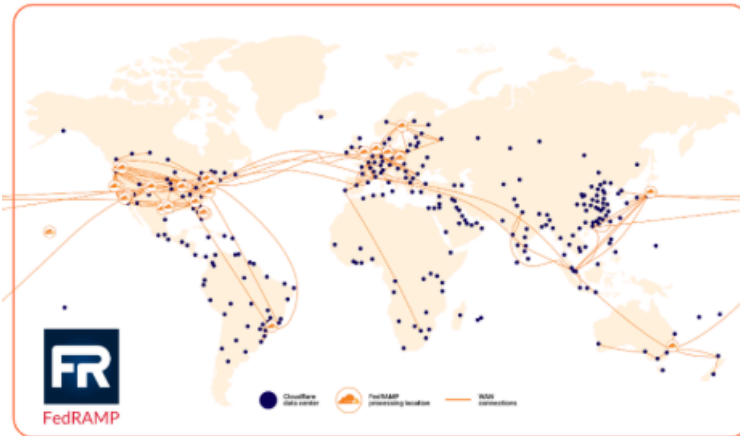 FR
FedRAMP
Cloudflare
data center
FedRAMP
processing location
WAN
connections